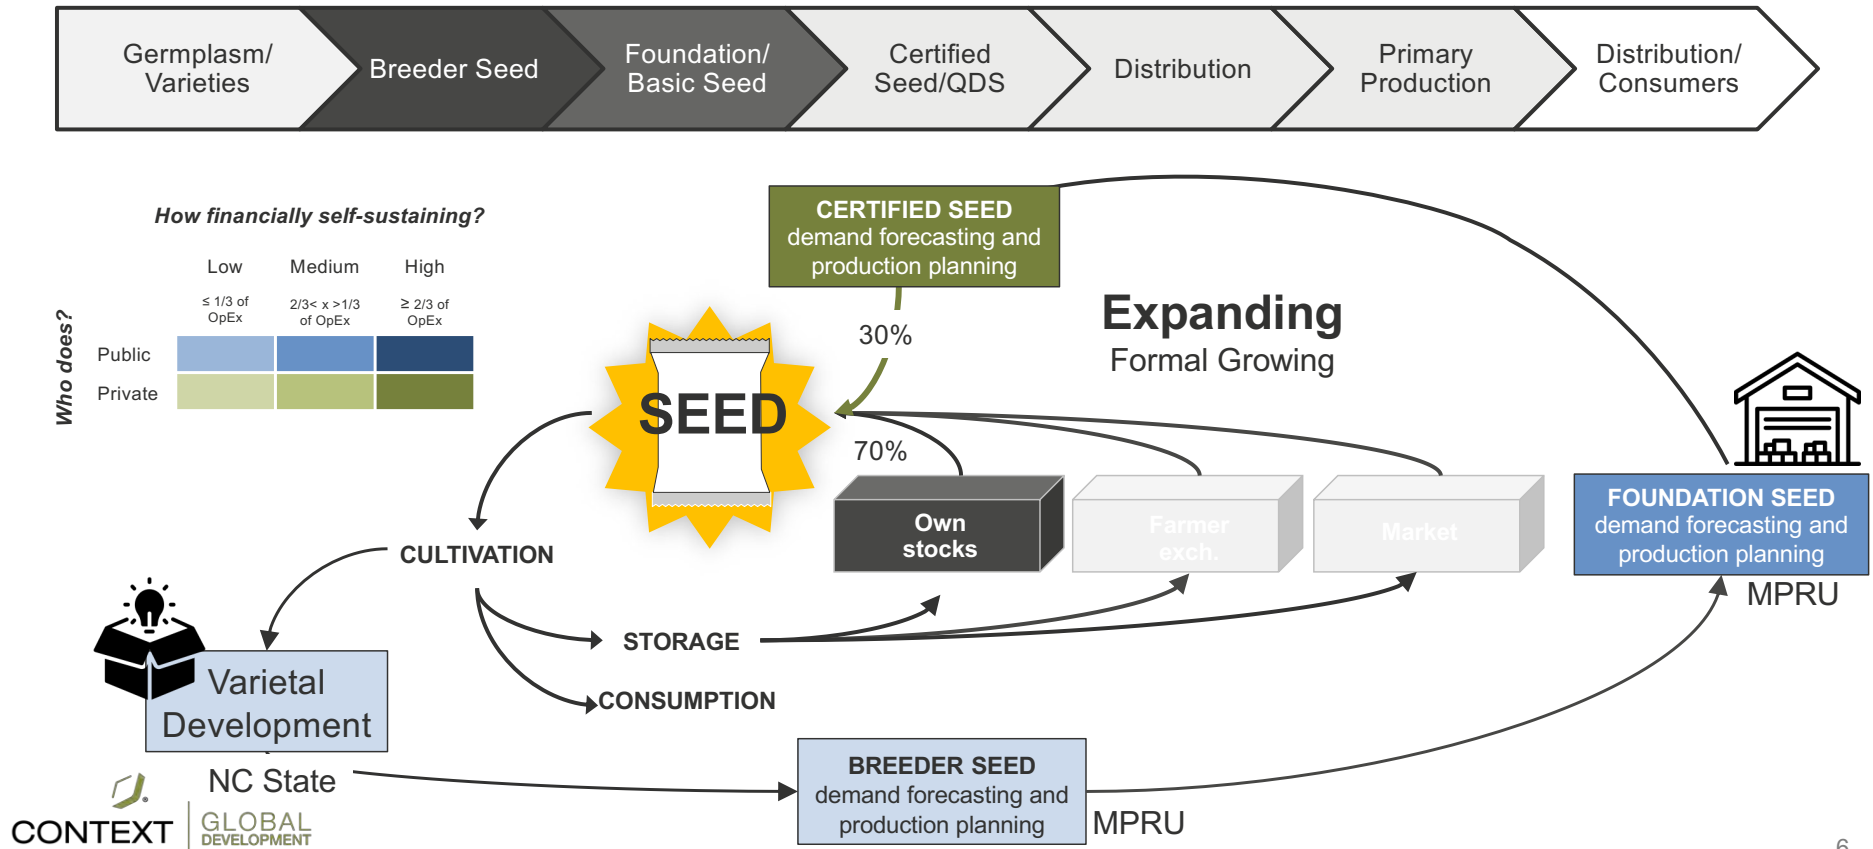 Germplasm/
Varieties
Breeder Seed
Foundation/
Basic Seed
Certified
Seed/QDS
Distribution
Primary
Production
Distribution/
Consumers
How financially self-sustaining?
Low
Medium
High
≤ 1/3 of
OpEx
2/3< x >1/3
of OpEx
≥ 2/3 of
OpEx
Who does?
Public
Private
CERTIFIED SEED
demand forecasting and
production planning
30%
Expanding
Formal Growing
SEED
70%
Own
stocks
Farmer
exch.
Market
FOUNDATION SEED
demand forecasting and
production planning
MPRU
CULTIVATION
STORAGE
CONSUMPTION
Varietal
Development
NC State
BREEDER SEED
demand forecasting and
production planning
MPRU
CONTEXT
GLOBAL
DEVELOPMENT
6